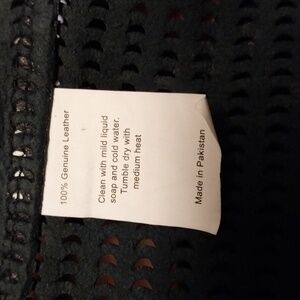 100% Genuine Leather
Clean with mild liquid
soap and cold water.
Tumble dry with
medium heat
Made in Pakistan